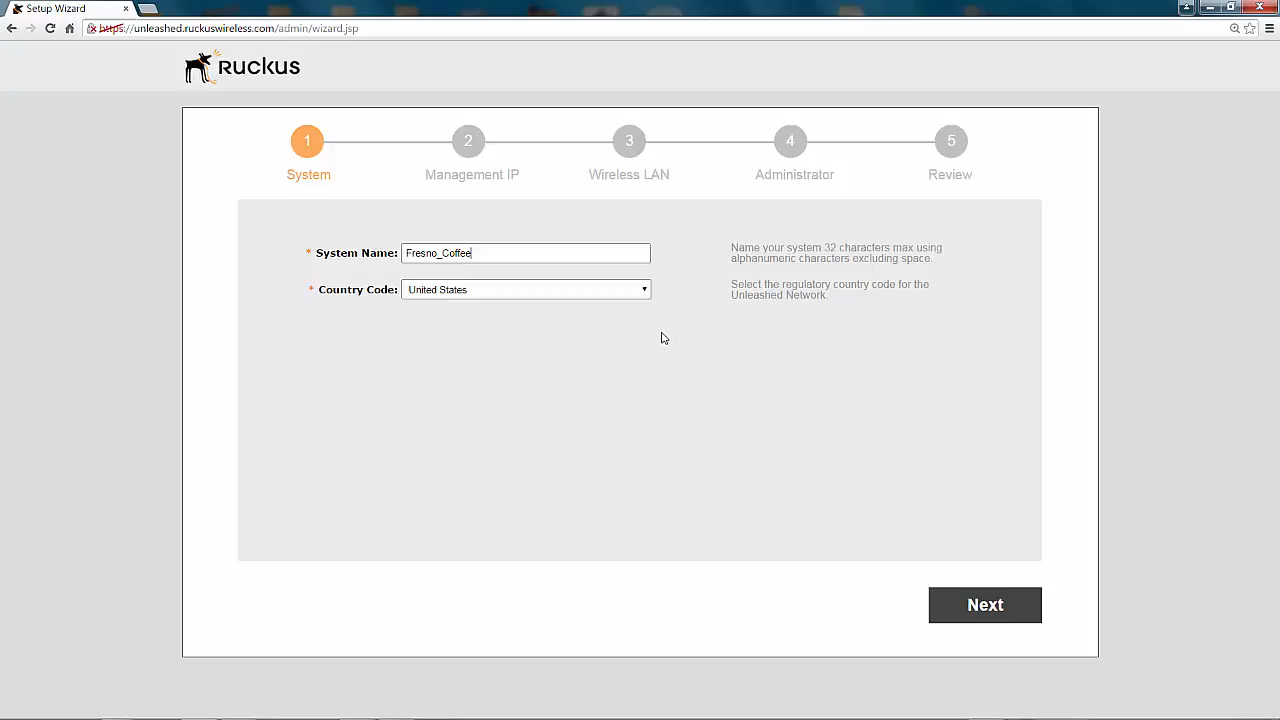 Setup Wizard
https://unleashed.ruckuswireless.com/admin/wizard.jsp
RUCKUS
1 2 3 4 5
System Management IP Wireless LAN Administrator Review
* System Name: Fresno_Coffee
Name your system 32 characters max using
alphanumeric characters excluding space.
* Country Code: United States
Select the regulatory country code for the
Unleashed Network.
Next